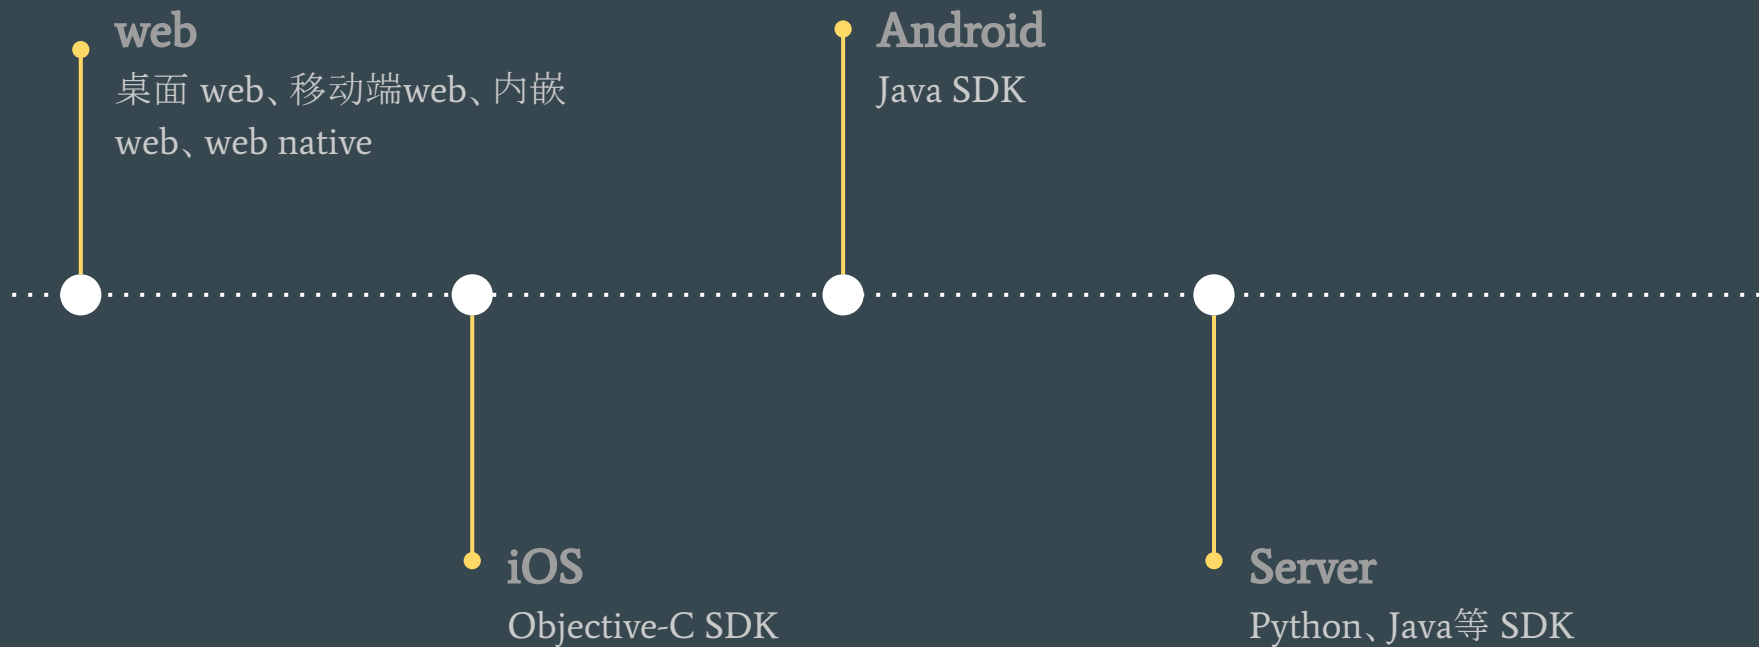 web
桌面 web、移动端web、内嵌
web、web native
Android
Java SDK
iOS
Objective-C SDK
Server
Python、Java等 SDK